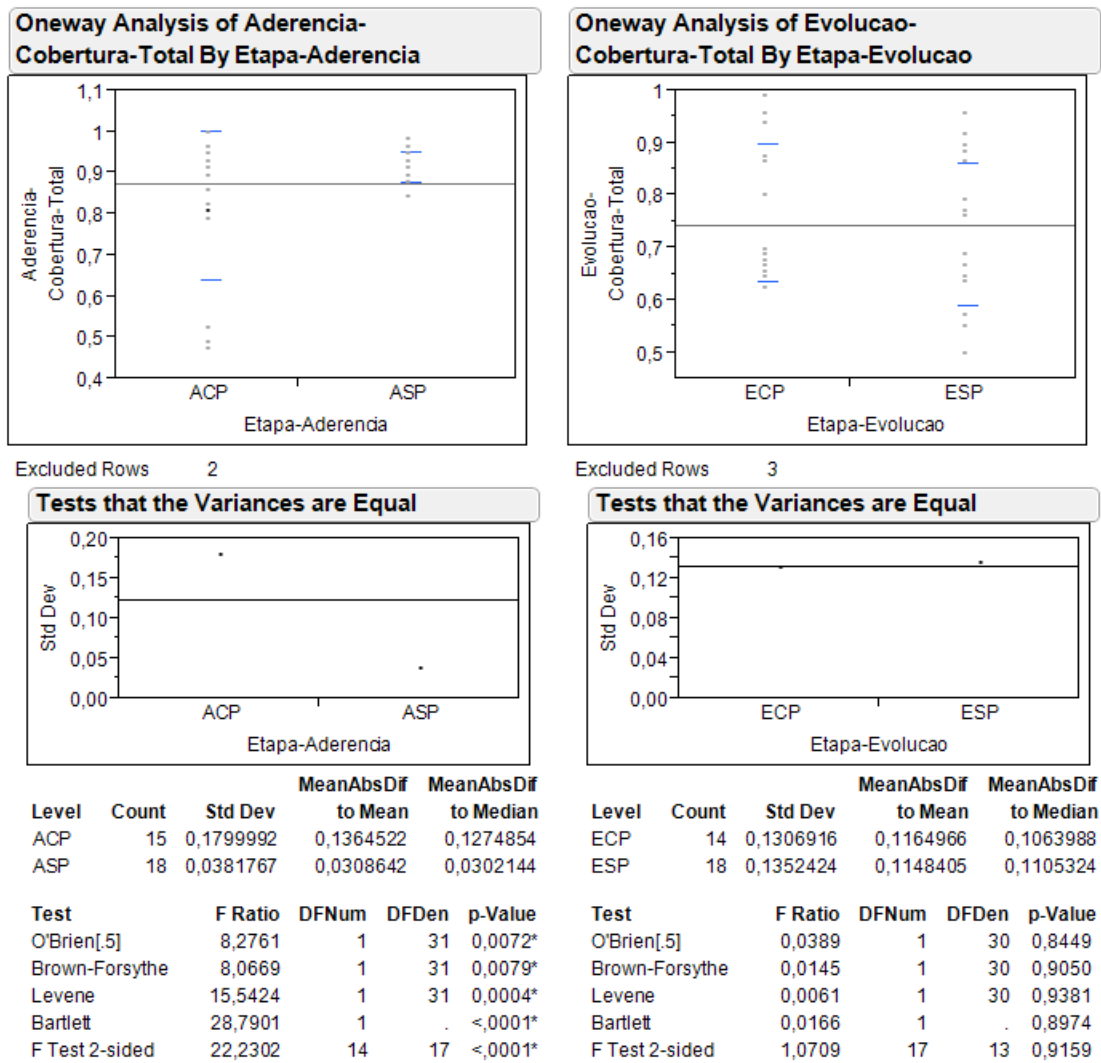 Oneway Analysis of Aderencia-
Cobertura-Total By Etapa-Aderencia
1,1
1
0,9
0,8
0,7
0,6
0,5
0,4
Aderencia-
Cobertura-Total
ACP ASP
Etapa-Aderencia
Excluded Rows 2
Tests that the Variances are Equal
0,20
0,15
0,10
0,05
0,00
Std Dev
ACP ASP
Etapa-Aderencia
MeanAbsDif MeanAbsDif
Level Count Std Dev to Mean to Median
ACP 15 0,1799992 0,1364522 0,1274854
ASP 18 0,0381767 0,0308642 0,0302144
Test F Ratio DFNum DFDen p-Value
O'Brien[.5] 8,2761 1 31 0,0072*
Brown-Forsythe 8,0669 1 31 0,0079*
Levene 15,5424 1 31 0,0004*
Bartlett 28,7901 1 . <,0001*
F Test 2-sided 22,2302 14 17 <,0001*
Oneway Analysis of Evolucao-
Cobertura-Total By Etapa-Evolucao
1
0,9
0,8
0,7
0,6
0,5
Evolucao-
Cobertura-Total
ECP ESP
Etapa-Evolucao
Excluded Rows 3
Tests that the Variances are Equal
0,16
0,12
0,08
0,04
0,00
Std Dev
ECP ESP
Etapa-Evolucao
MeanAbsDif MeanAbsDif
Level Count Std Dev to Mean to Median
ECP 14 0,1306916 0,1164966 0,1063988
ESP 18 0,1352424 0,1148405 0,1105324
Test F Ratio DFNum DFDen p-Value
O'Brien[.5] 0,0389 1 30 0,8449
Brown-Forsythe 0,0145 1 30 0,9050
Levene 0,0061 1 30 0,9381
Bartlett 0,0166 1 . 0,8974
F Test 2-sided 1,0709 17 13 0,9159